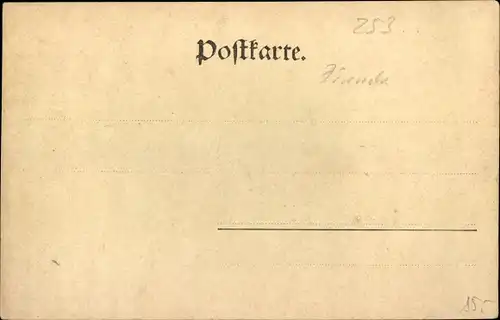 253
Postkarte.
15,-